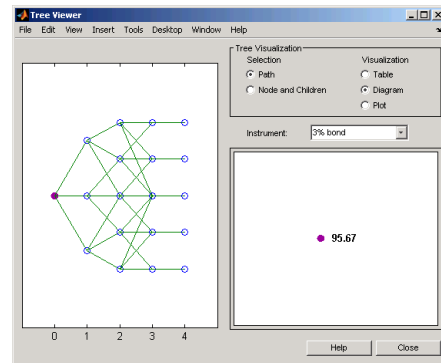 Tree Viewer
File Edit View Insert Tools Desktop Window Help
Tree Visualization
Selection
Visualization
Path
Table
Node and Children
Diagram
Plot
Instrument:
3% bond
95.67
0 1 2 3 4
Help
Close